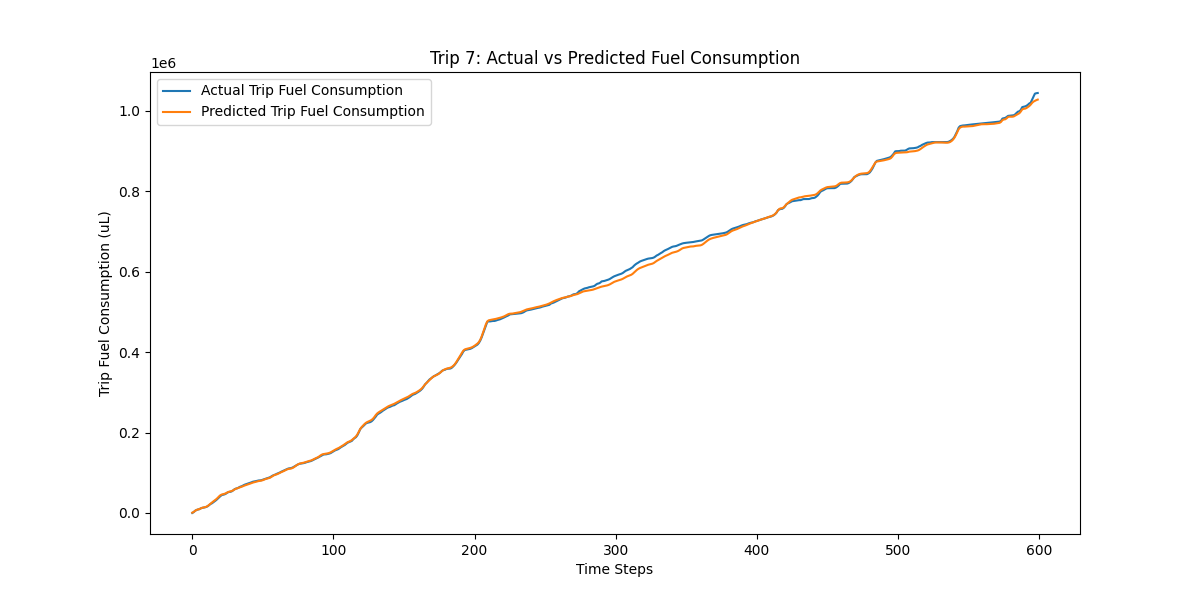 Trip 7: Actual vs Predicted Fuel Consumption
1e6
Actual Trip Fuel Consumption
Predicted Trip Fuel Consumption
1.0
0.8
0.6
0.4
0.2
0.0
Trip Fuel Consumption (uL)
0 100 200 300 400 500 600
Time Steps